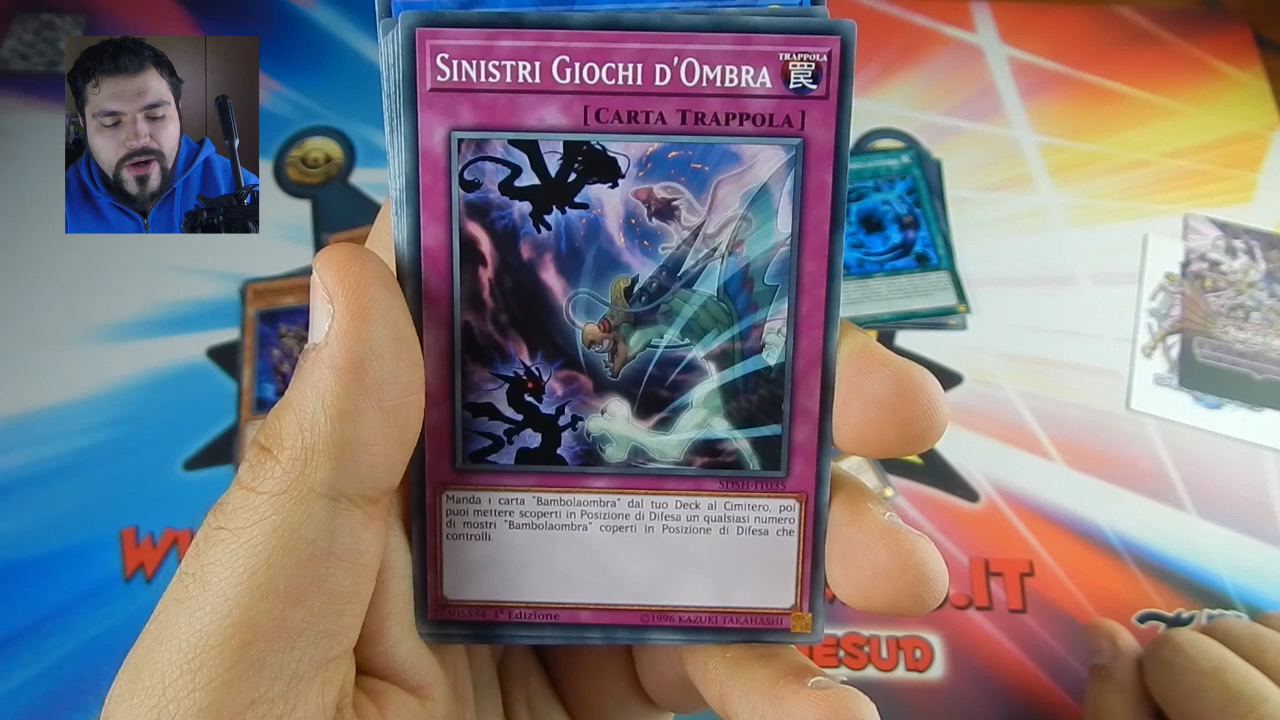 SINISTRI GIOCHI D'OMBRA
TRAPPOLA
罠
[CARTA TRAPPOLA]
SDSH-IT035
Manda 1 carta "Bambolaombra" dal tuo Deck al Cimitero, poi
puoi mettere scoperti in Posizione di Difesa un qualsiasi numero
di mostri "Bambolaombra" coperti in Posizione di Difesa che
controlli.
1ª Edizione
©1996 KAZUKI TAKAHASHI
.IT